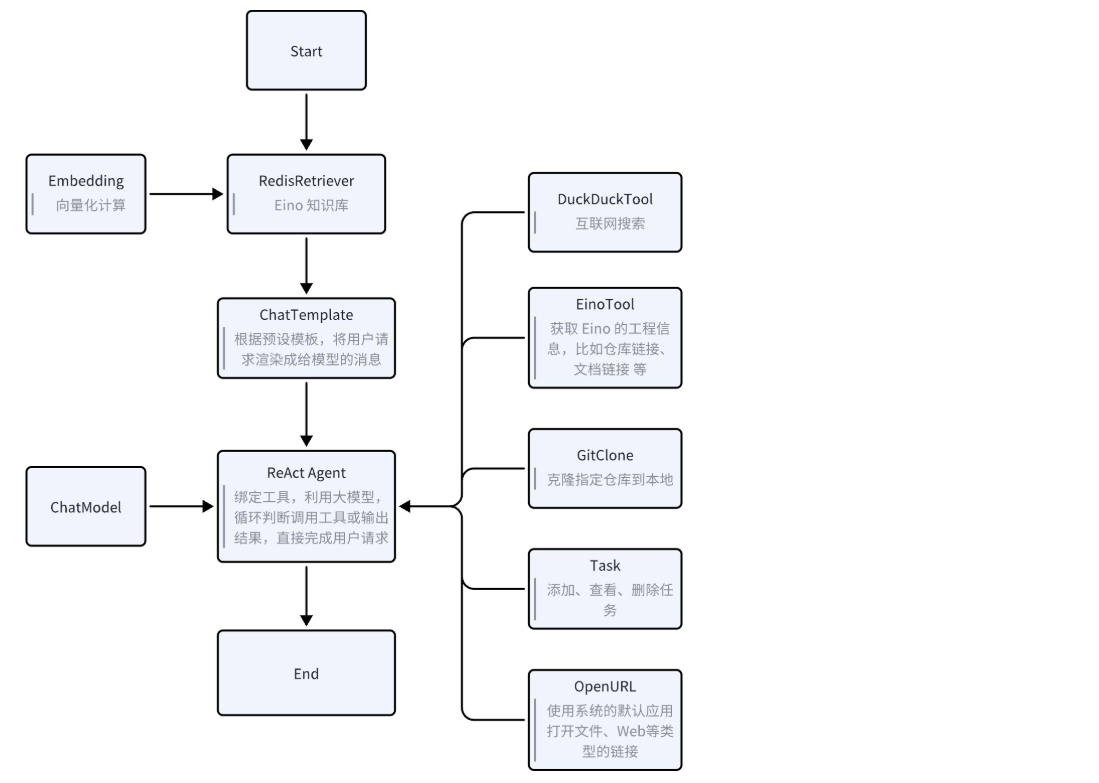 Start
Embedding
向量化计算
RedisRetriever
Eino 知识库
ChatTemplate
根据预设模板，将用户请
求渲染成给模型的消息
ChatModel
ReAct Agent
绑定工具，利用大模型，
循环判断调用工具或输出
结果，直接完成用户请求
End
DuckDuckTool
互联网搜索
EinoTool
获取 Eino 的工程信
息，比如仓库链接、
文档链接 等
GitClone
克隆指定仓库到本地
Task
添加、查看、删除任
务
OpenURL
使用系统的默认应用
打开文件、Web等类
型的链接